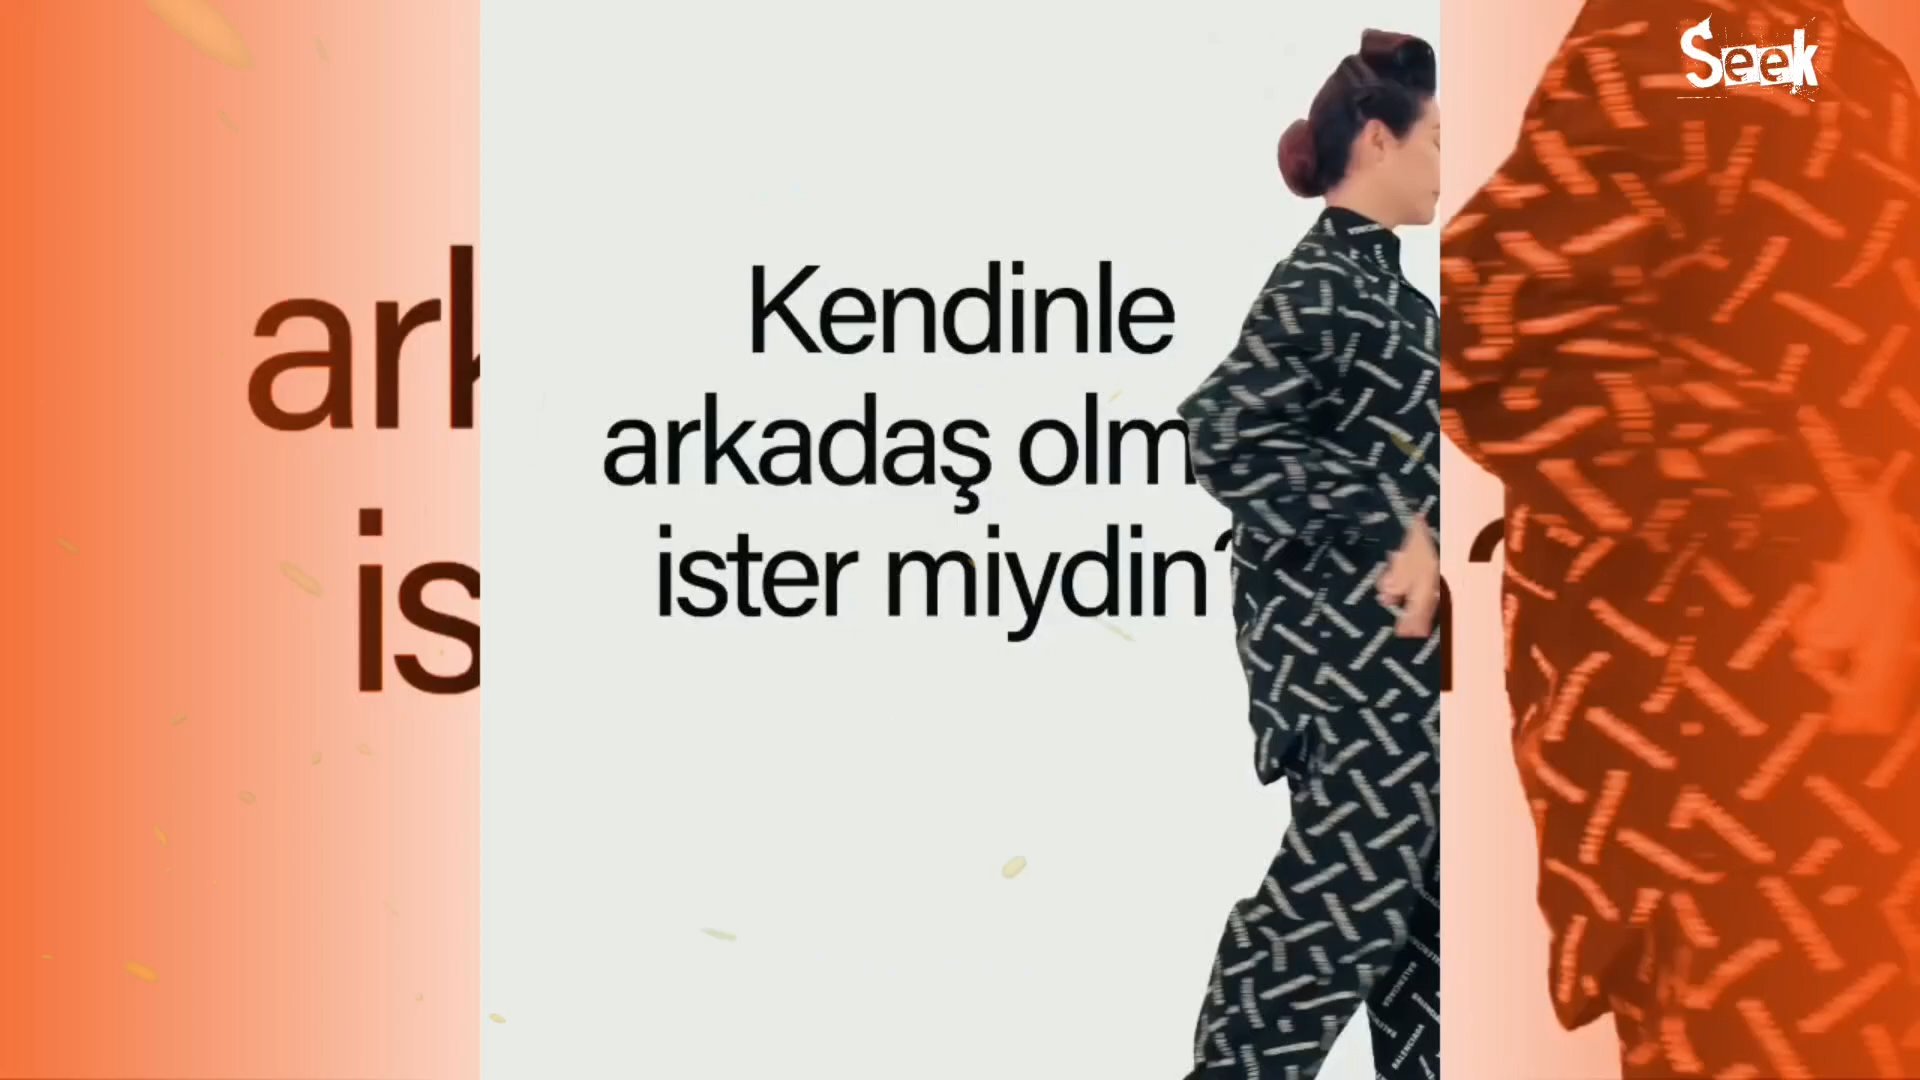 Seek
Kendinle
arkadaş olm
ister miydin?